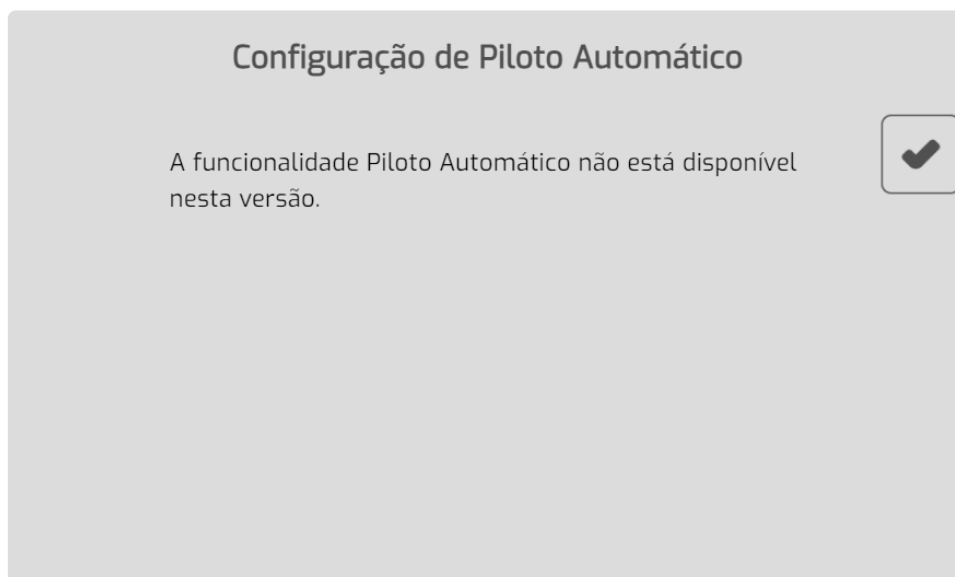 Configuração de Piloto Automático
A funcionalidade Piloto Automático não está disponível
nesta versão.